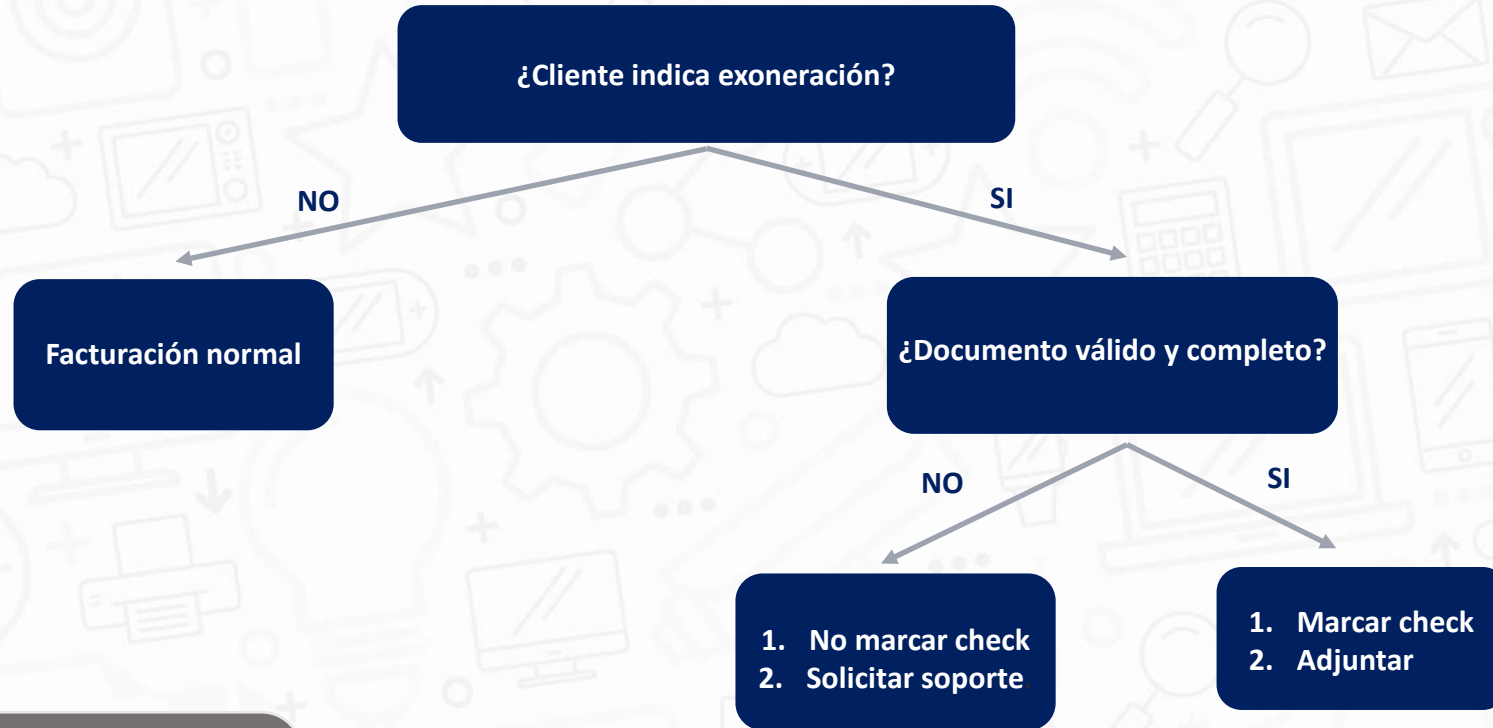 ¿Cliente indica exoneración?
NO
SI
Facturación normal
¿Documento válido y completo?
NO
SI
1. No marcar check
2. Solicitar soporte.
1. Marcar check
2. Adjuntar